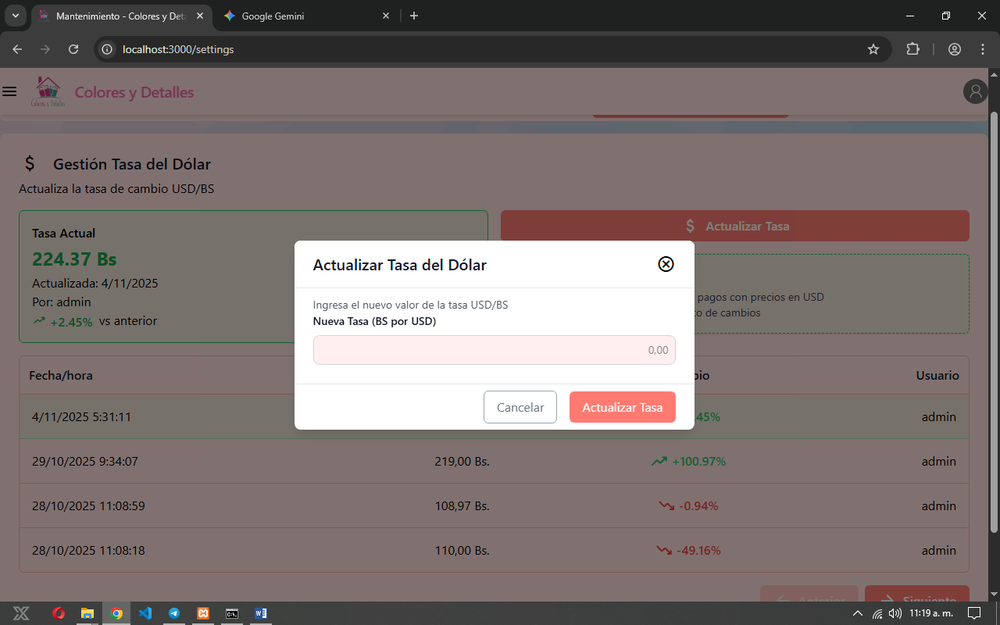 Mantenimiento - Colores y Deta
Google Gemini
localhost:3000/settings
Colores y Detalles
Colores y Detalles
$ Gestión Tasa del Dólar
Actualiza la tasa de cambio USD/BS
Tasa Actual
224.37 Bs
Actualizada: 4/11/2025
Por: admin
+2.45% vs anterior
$ Actualizar Tasa
pagos con precios en USD
to de cambios
Actualizar Tasa del Dólar
Ingresa el nuevo valor de la tasa USD/BS
Nueva Tasa (BS por USD)
0,00
Cancelar
Actualizar Tasa
Fecha/hora
bio
Usuario
4/11/2025 5:31:11
45%
admin
29/10/2025 9:34:07
219,00 Bs.
+100.97%
admin
28/10/2025 11:08:59
108,97 Bs.
-0.94%
admin
28/10/2025 11:08:18
110,00 Bs.
-49.16%
admin
Anterior
Siguiente
11:19 a. m.